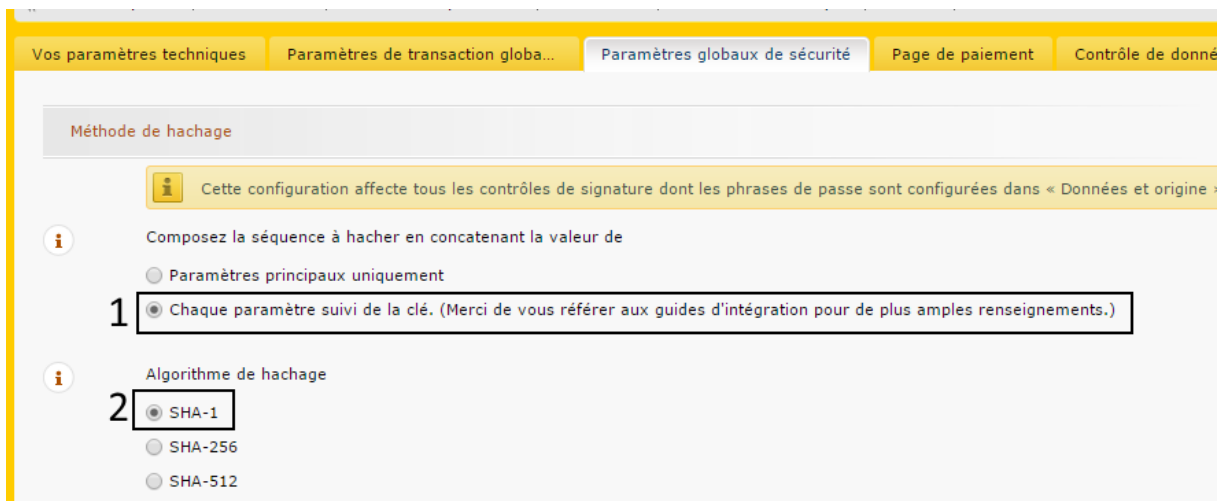 Vos paramètres techniques
Paramètres de transaction globa...
Paramètres globaux de sécurité
Page de paiement
Contrôle de donné
Méthode de hachage
i Cette configuration affecte tous les contrôles de signature dont les phrases de passe sont configurées dans « Données et origine »
i Composez la séquence à hacher en concatenant la valeur de
Paramètres principaux uniquement
1 Chaque paramètre suivi de la clé. (Merci de vous référer aux guides d'intégration pour de plus amples renseignements.)
i Algorithme de hachage
2 SHA-1
SHA-256
SHA-512